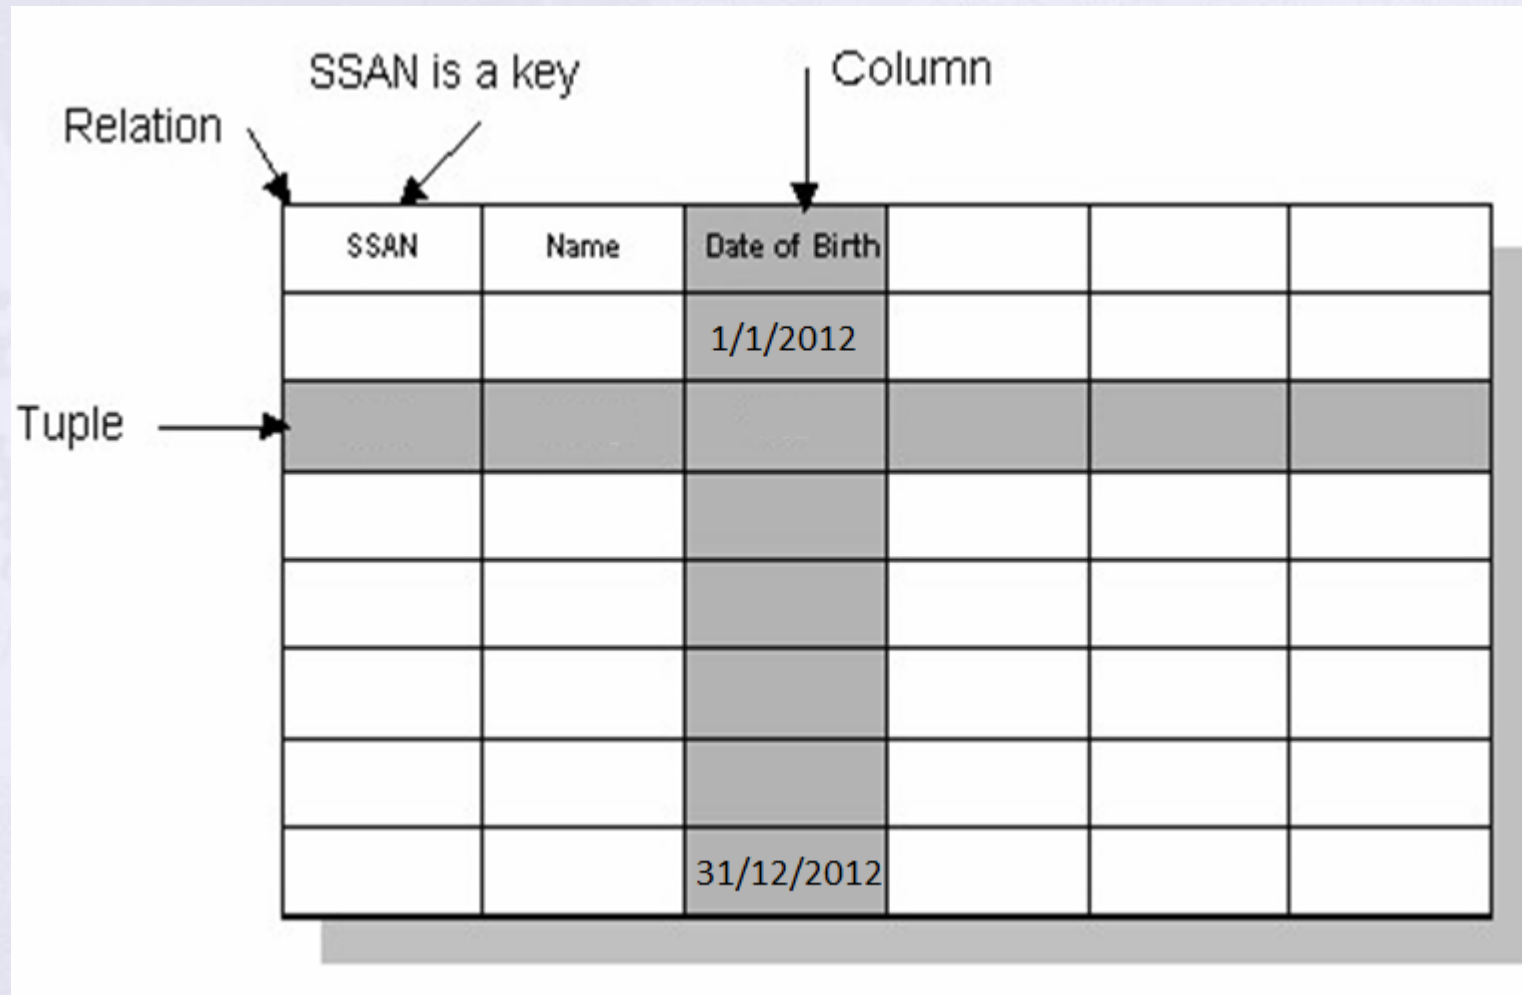 SSAN is a key
Column
Relation
SSAN Name Date of Birth
1/1/2012
Tuple
31/12/2012